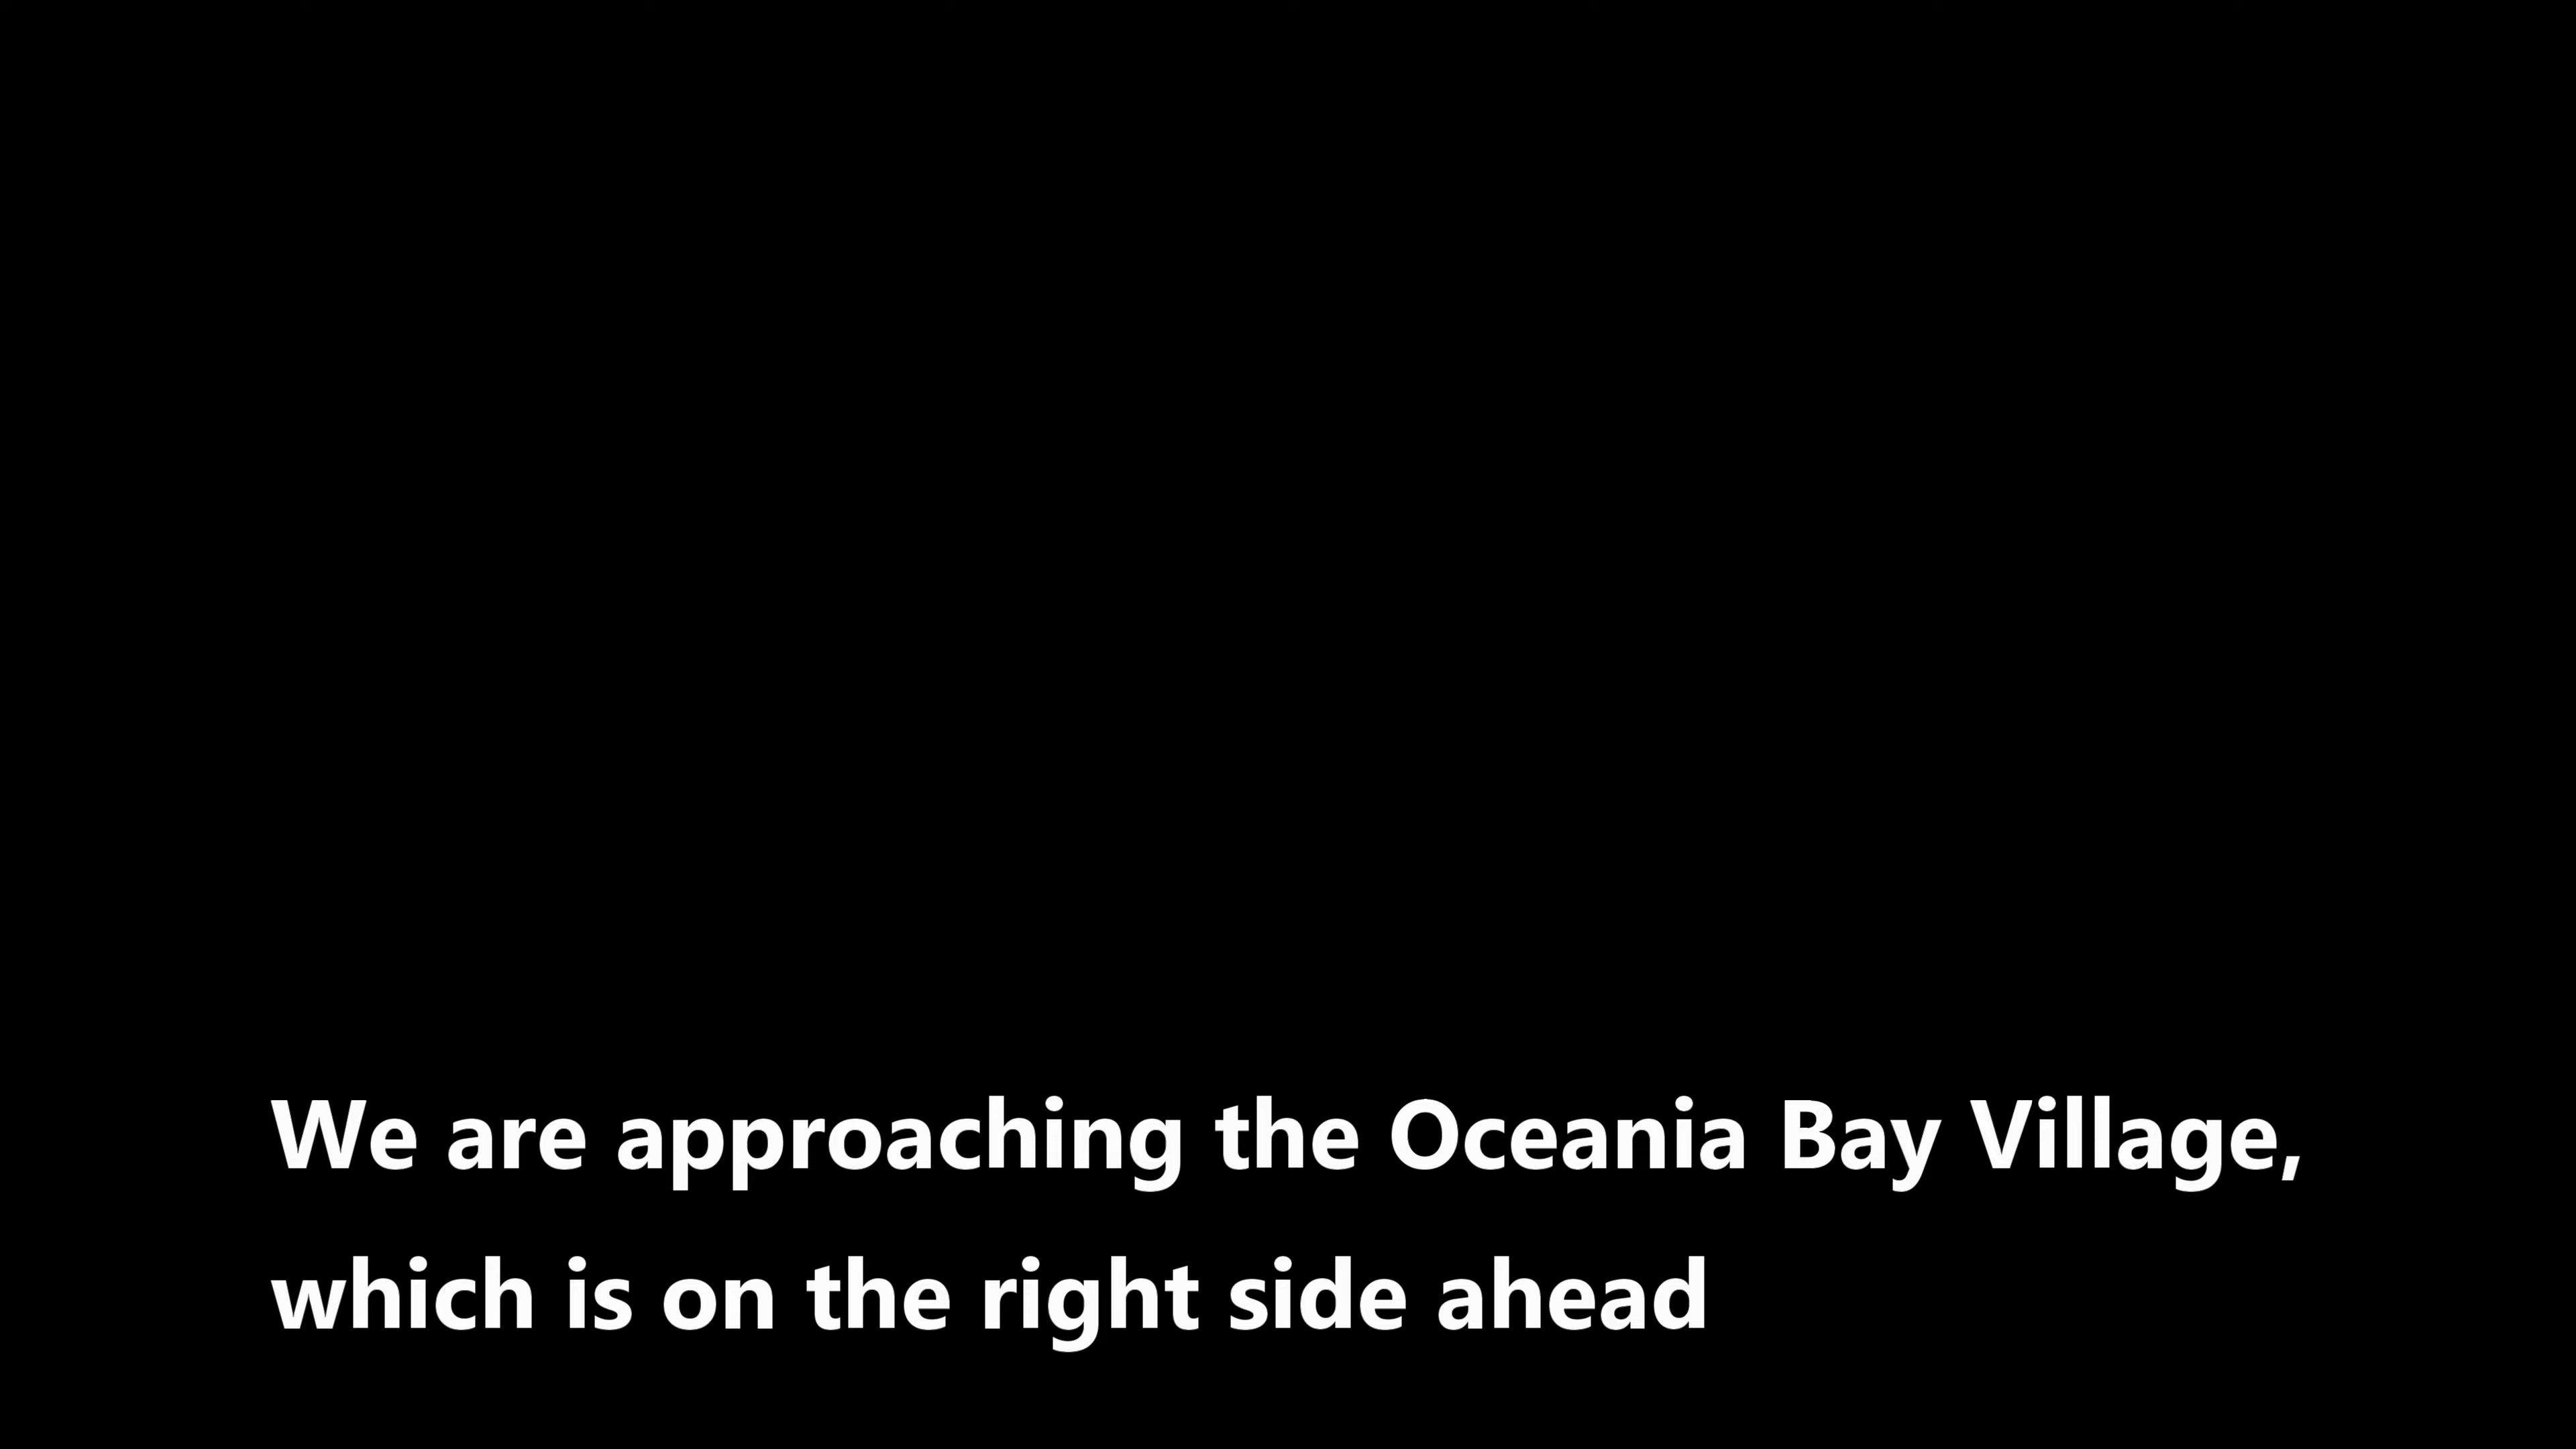 We are approaching the Oceania Bay Village,
which is on the right side ahead